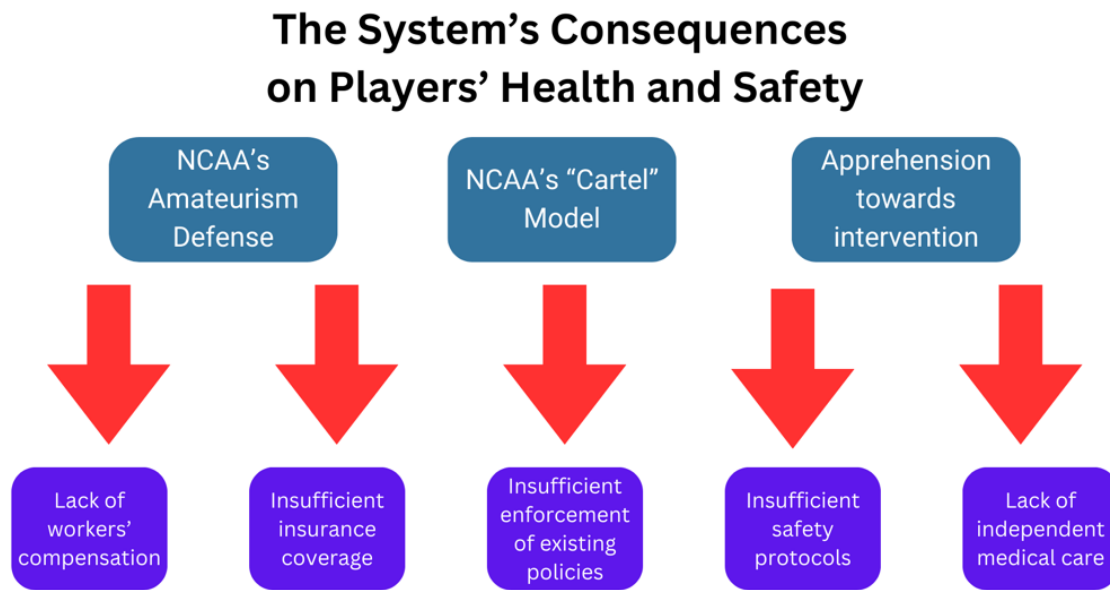 The System’s Consequences
on Players’ Health and Safety
NCAA’s
Amateurism
Defense
NCAA’s “Cartel”
Model
Apprehension
towards
intervention
Lack of
workers’
compensation
Insufficient
insurance
coverage
Insufficient
enforcement
of existing
policies
Insufficient
safety
protocols
Lack of
independent
medical care